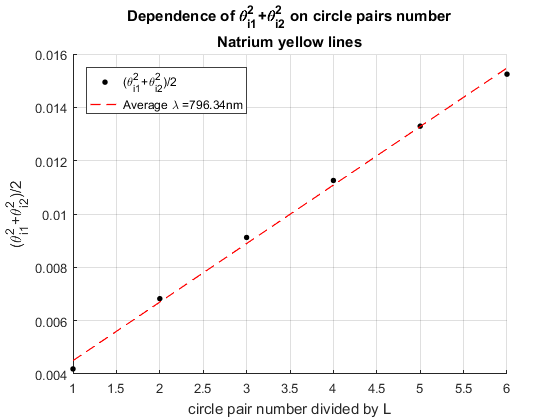 Dependence of θ²ᵢ₁+θ²ᵢ₂ on circle pairs number
Natrium yellow lines
(θ²ᵢ₁+θ²ᵢ₂)/2
Average λ =796.34nm
(θ²ᵢ₁+θ²ᵢ₂)/2
0.016
0.014
0.012
0.01
0.008
0.006
0.004
1 1.5 2 2.5 3 3.5 4 4.5 5 5.5 6
circle pair number divided by L